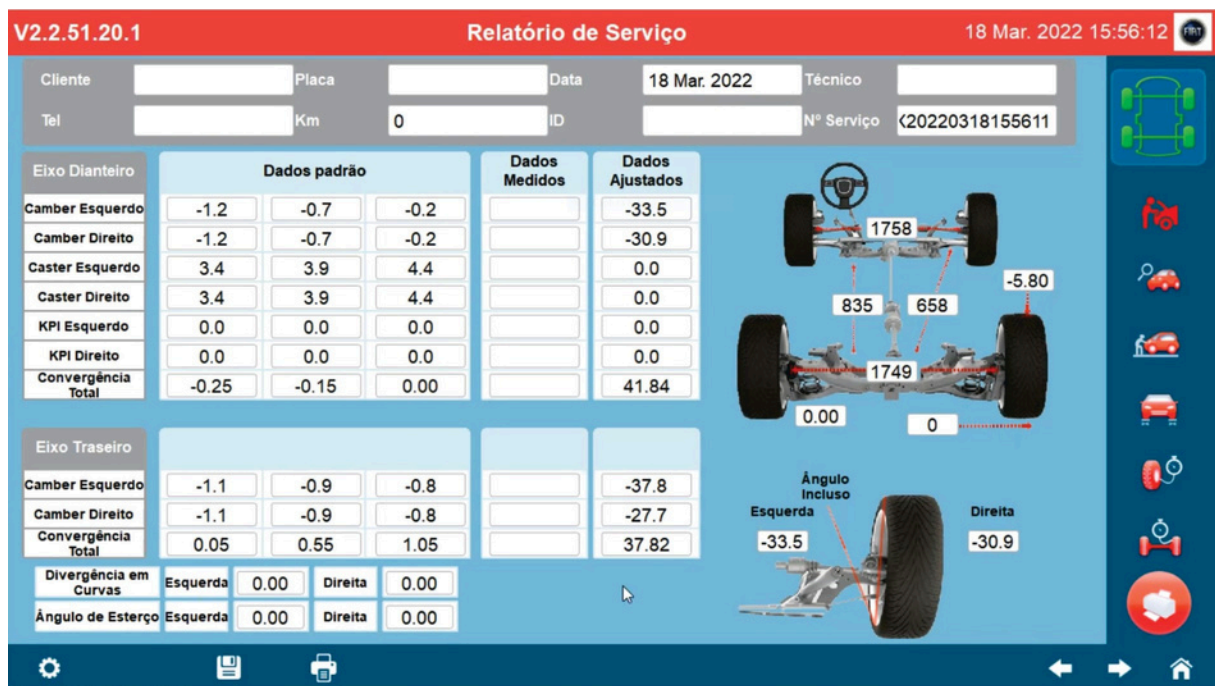 V2.2.51.20.1 Relatório de Serviço 18 Mar. 2022 15:56:12 FIAT
Cliente Placa Data 18 Mar. 2022 Técnico
Tel Km 0 ID Nº Serviço X20220318155611
Eixo Dianteiro Dados padrão Dados Medidos Dados Ajustados
Camber Esquerdo -1.2 -0.7 -0.2 -33.5
Camber Direito -1.2 -0.7 -0.2 -30.9
Caster Esquerdo 3.4 3.9 4.4 0.0
Caster Direito 3.4 3.9 4.4 0.0
KPI Esquerdo 0.0 0.0 0.0 0.0
KPI Direito 0.0 0.0 0.0 0.0
Convergência Total -0.25 -0.15 0.00 41.84
Eixo Traseiro
Camber Esquerdo -1.1 -0.9 -0.8 -37.8
Camber Direito -1.1 -0.9 -0.8 -27.7
Convergência Total 0.05 0.55 1.05 37.82
Divergência em Curvas Esquerda 0.00 Direita 0.00
Ângulo de Esterço Esquerda 0.00 Direita 0.00
1758
-5.80
835 658
1749
0.00 0
Ângulo
Incluso
Esquerda Direita
-33.5 -30.9